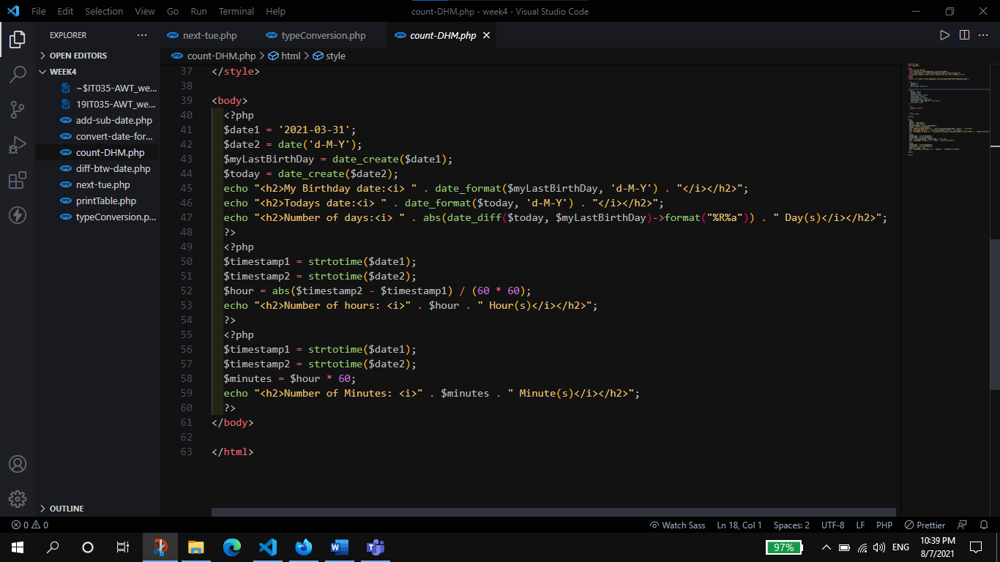 File Edit Selection View Go Run Terminal Help
count-DHM.php - week4 - Visual Studio Code
EXPLORER
OPEN EDITORS
WEEK4
~$IT035-AWT_we...
19IT035-AWT_we...
add-sub-date.php
convert-date-for...
count-DHM.php
diff-btw-date.php
next-tue.php
printTable.php
typeConversion.p...
OUTLINE
php next-tue.php
php typeConversion.php
php count-DHM.php
php count-DHM.php > html > style
37 </style>
38
39 <body>
40 <?php
41 $date1 = '2021-03-31';
42 $date2 = date('d-M-Y');
43 $myLastBirthDay = date_create($date1);
44 $today = date_create($date2);
45 echo "<h2>My Birthday date:<i> " . date_format($myLastBirthDay, 'd-M-Y') . "</i></h2>";
46 echo "<h2>Todays date:<i> " . date_format($today, 'd-M-Y') . "</i></h2>";
47 echo "<h2>Number of days:<i> " . abs(date_diff($today, $myLastBirthDay)->format("%R%a")) . " Day(s)</i></h2>";
48 ?>
49 <?php
50 $timestamp1 = strtotime($date1);
51 $timestamp2 = strtotime($date2);
52 $hour = abs($timestamp2 - $timestamp1) / (60 * 60);
53 echo "<h2>Number of hours: <i>" . $hour . " Hour(s)</i></h2>";
54 ?>
55 <?php
56 $timestamp1 = strtotime($date1);
57 $timestamp2 = strtotime($date2);
58 $minutes = $hour * 60;
59 echo "<h2>Number of Minutes: <i>" . $minutes . " Minute(s)</i></h2>";
60 ?>
61 </body>
62
63 </html>
0 0
Watch Sass Ln 18, Col 1 Spaces: 2 UTF-8 LF PHP Prettier
97% ENG
10:39 PM
8/7/2021